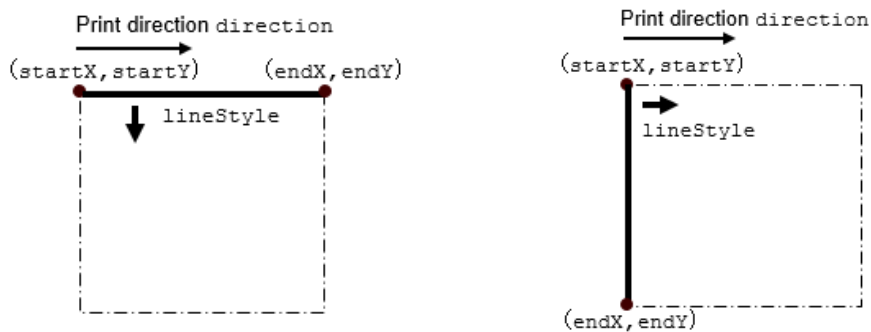 Print direction direction
(startX,startY)
(endX,endY)
lineStyle
Print direction direction
(startX,startY)
lineStyle
(endX,endY)